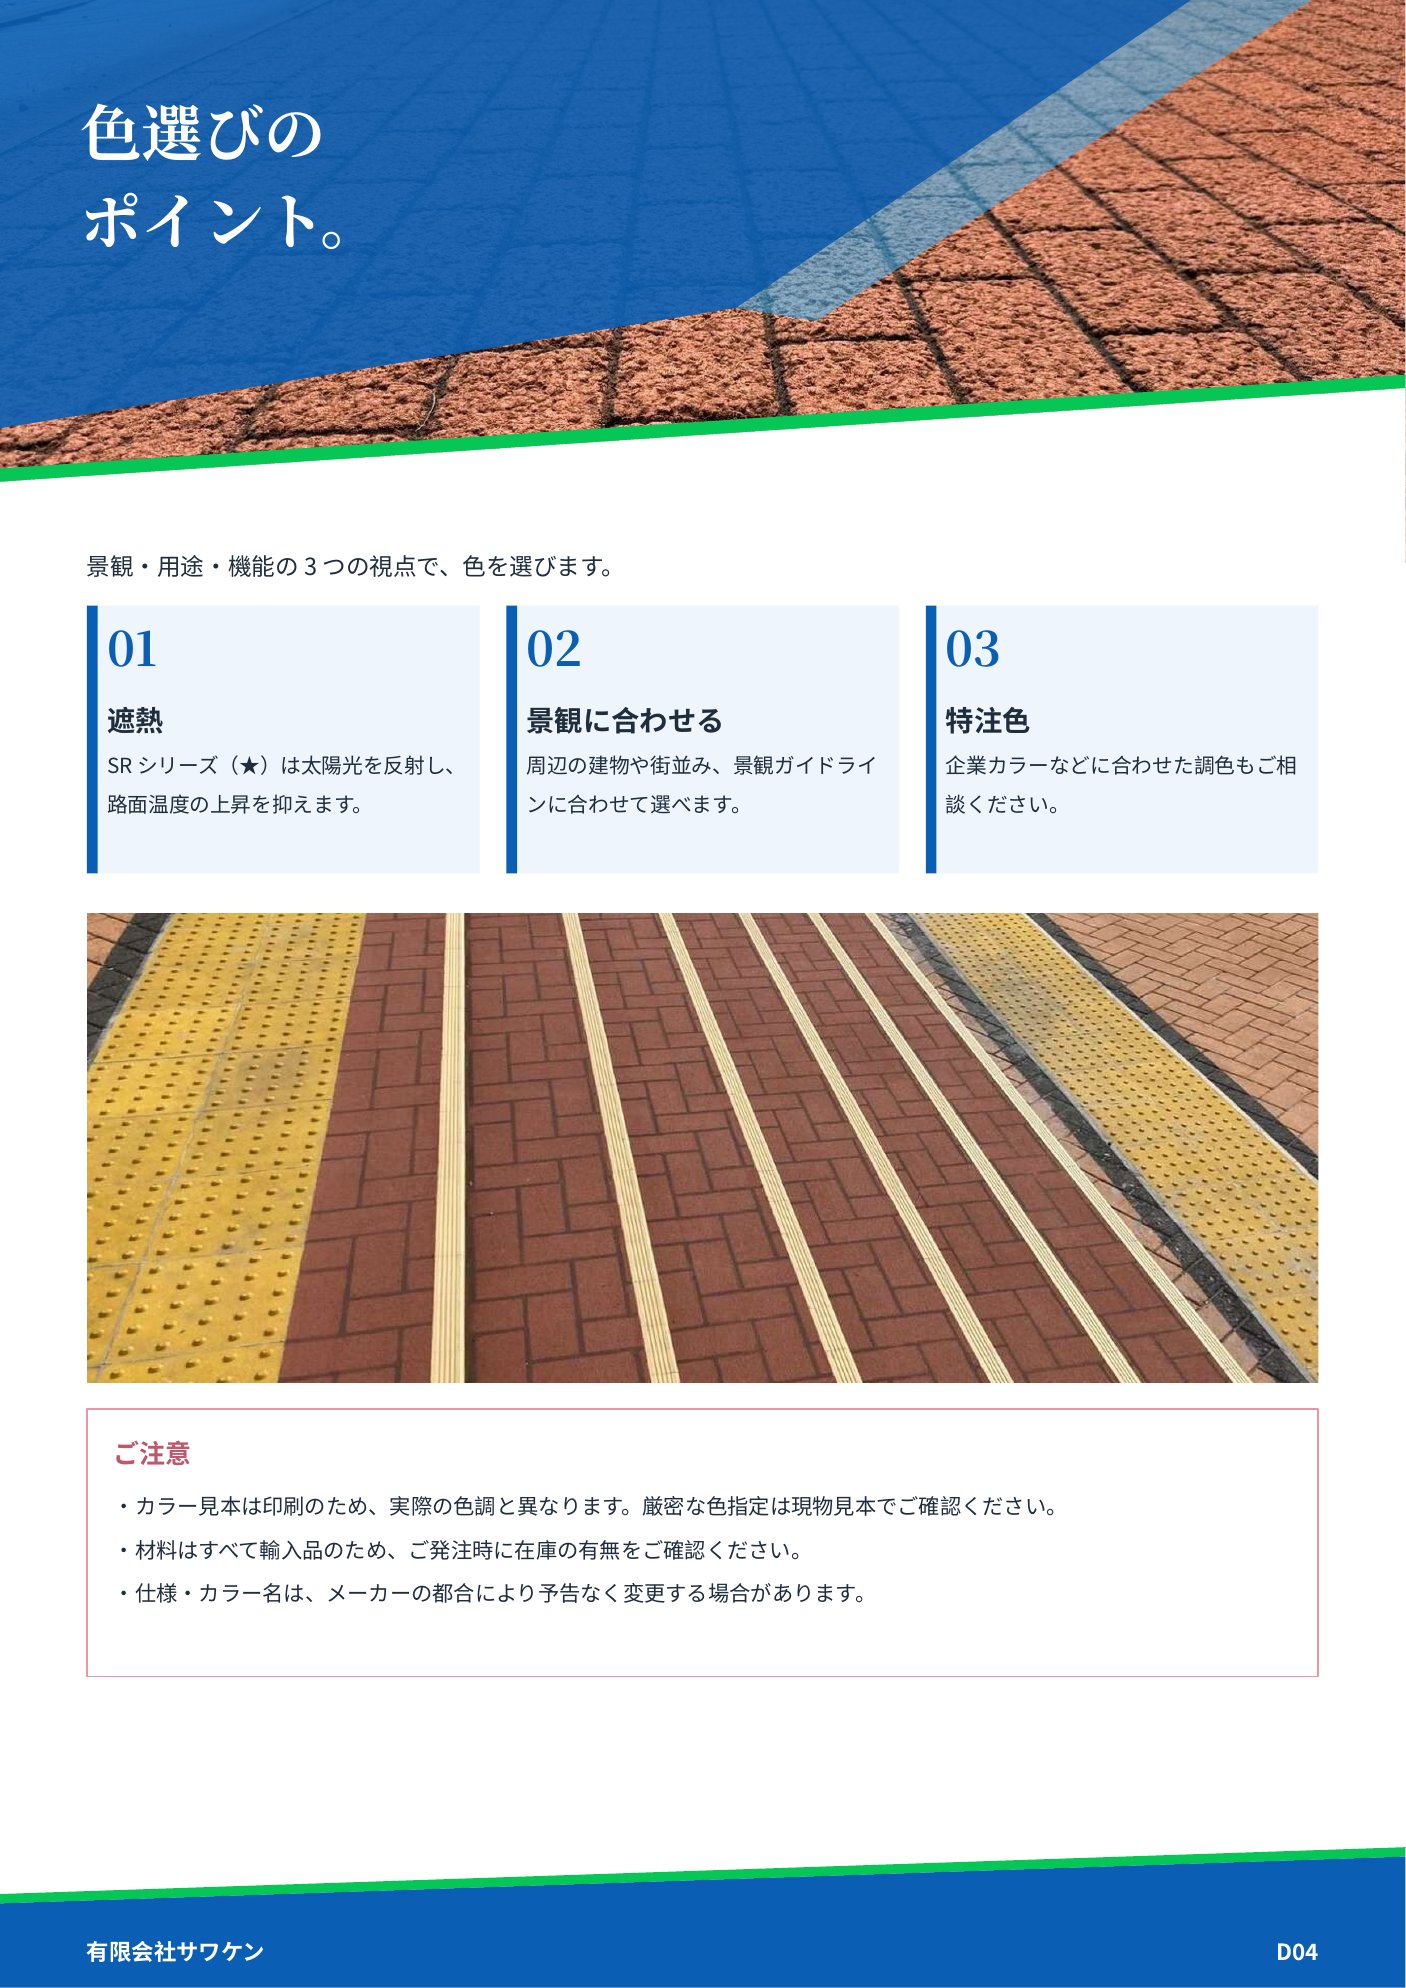 色選びの
ポイント。
景観・用途・機能の3つの視点で、色を選びます。
01
遮熱
SRシリーズ（★）は太陽光を反射し、
路面温度の上昇を抑えます。
02
景観に合わせる
周辺の建物や街並み、景観ガイドライ
ンに合わせて選べます。
03
特注色
企業カラーなどに合わせた調色もご相
談ください。
ご注意
・カラー見本は印刷のため、実際の色調と異なります。厳密な色指定は現物見本でご確認ください。
・材料はすべて輸入品のため、ご発注時に在庫の有無をご確認ください。
・仕様・カラー名は、メーカーの都合により予告なく変更する場合があります。
有限会社サワケン
D04